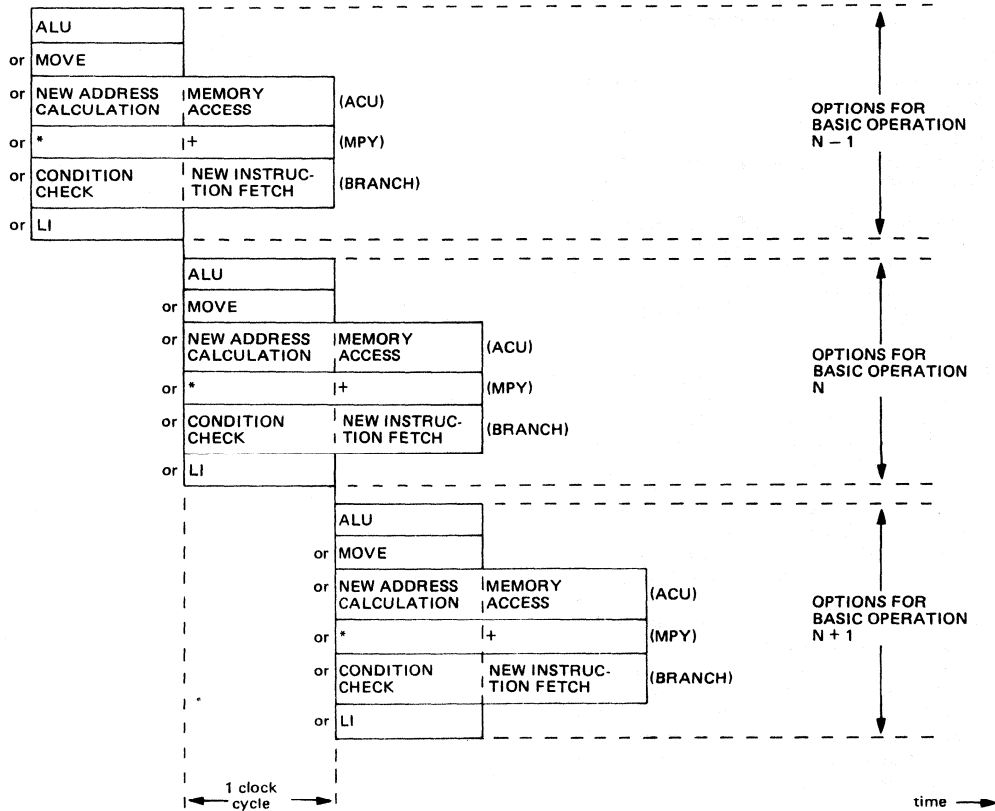 ALU
or MOVE
or NEW ADDRESS MEMORY (ACU)
CALCULATION ACCESS
or * + (MPY)
or CONDITION NEW INSTRUC- (BRANCH)
CHECK TION FETCH
or LI
OPTIONS FOR
BASIC OPERATION
N – 1
ALU
or MOVE
or NEW ADDRESS MEMORY (ACU)
CALCULATION ACCESS
or * + (MPY)
or CONDITION NEW INSTRUC- (BRANCH)
CHECK TION FETCH
or LI
OPTIONS FOR
BASIC OPERATION
N
ALU
or MOVE
or NEW ADDRESS MEMORY (ACU)
CALCULATION ACCESS
or * + (MPY)
or CONDITION NEW INSTRUC- (BRANCH)
CHECK TION FETCH
or LI
OPTIONS FOR
BASIC OPERATION
N + 1
1 clock
cycle
time